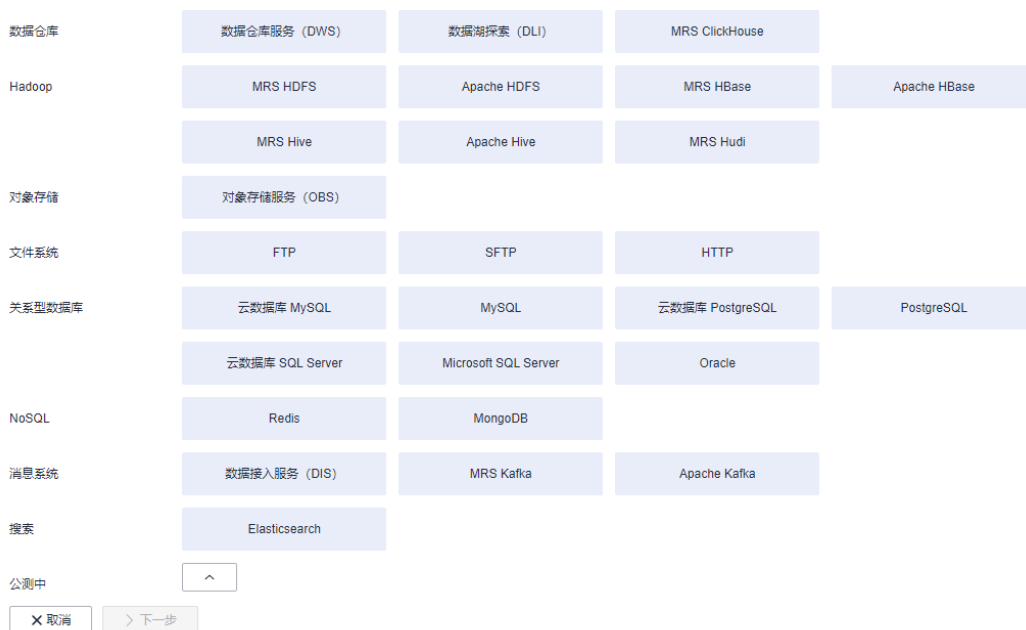 数据仓库 数据仓库服务（DWS） 数据湖探索（DLI） MRS ClickHouse
Hadoop MRS HDFS Apache HDFS MRS HBase Apache HBase
MRS Hive Apache Hive MRS Hudi
对象存储 对象存储服务（OBS）
文件系统 FTP SFTP HTTP
关系型数据库 云数据库 MySQL MySQL 云数据库 PostgreSQL PostgreSQL
云数据库 SQL Server Microsoft SQL Server Oracle
NoSQL Redis MongoDB
消息系统 数据接入服务（DIS） MRS Kafka Apache Kafka
搜索 Elasticsearch
公测中
取消 下一步